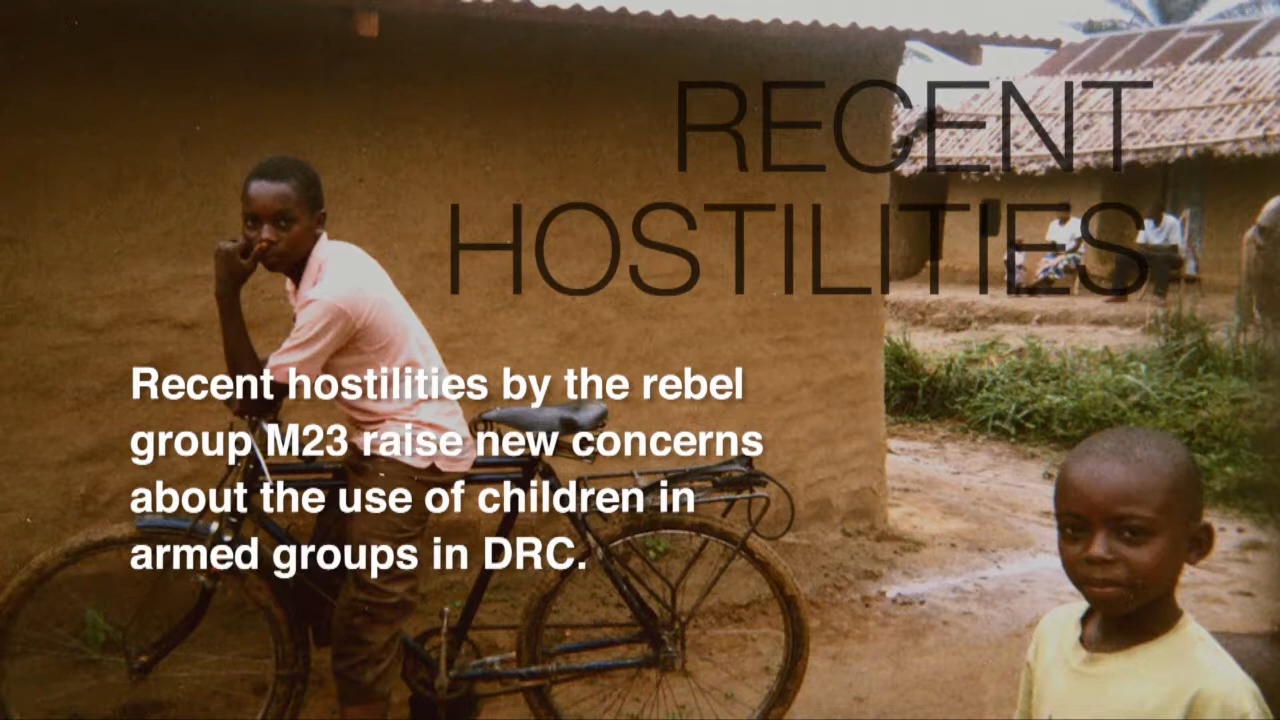 RECENT
HOSTILITIES
Recent hostilities by the rebel
group M23 raise new concerns
about the use of children in
armed groups in DRC.